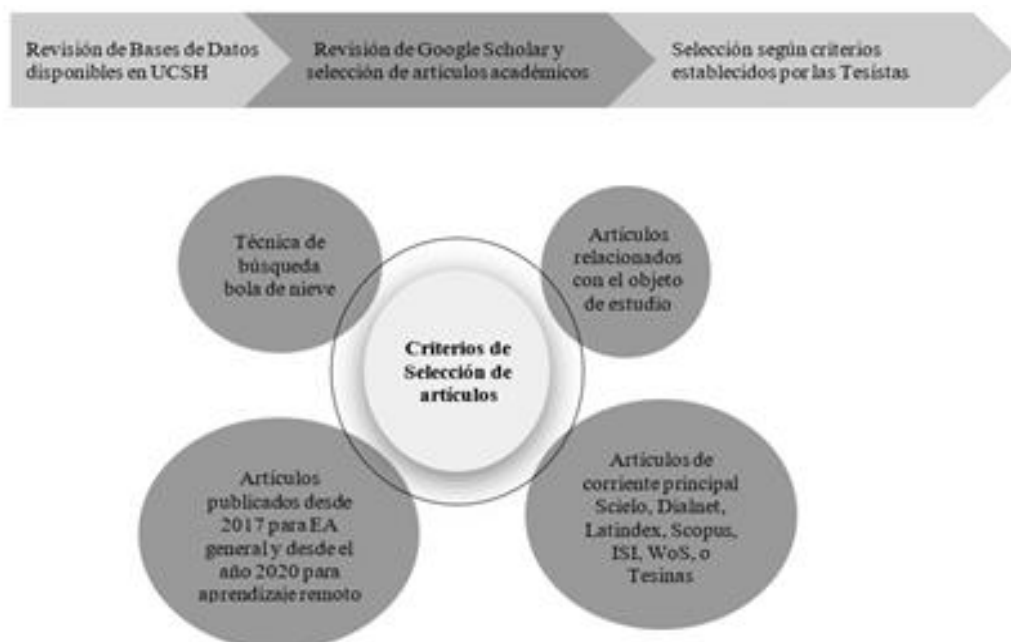 Revisión de Bases de Datos
disponibles en UCSH
Revisión de Google Scholar y
selección de artículos académicos
Selección según criterios
establecidos por las Tesistas
Técnica de
búsqueda
bola de nieve
Artículos
relacionados
con el objeto
de estudio
Criterios de
Selección de
artículos
Artículos
publicados desde
2017 para EA
general y desde el
año 2020 para
aprendizaje remoto
Artículos de
corriente principal
Scielo, Dialnet,
Latindex, Scopus,
ISI, WoS, o
Tesinas